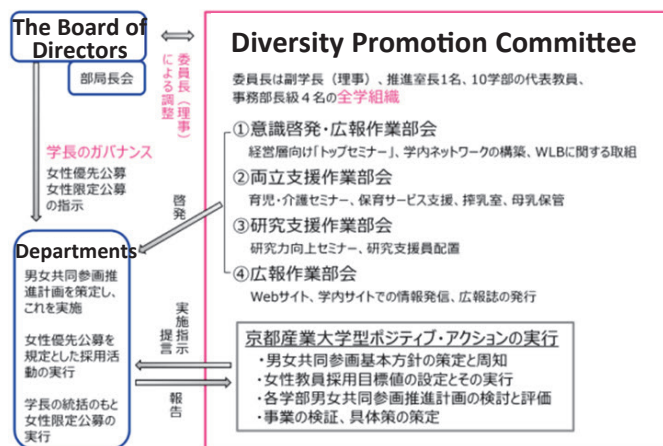 The Board of
Directors
部局長会
委員長（理事）
による調整
学長のガバナンス
女性優先公募
女性限定公募
の指示
啓発
Departments
男女共同参画推
進計画を策定し、
これを実施
女性優先公募を
規定とした採用活
動の実行
学長の統括のもと
女性限定公募の
実行
実施指示
提言
報告
Diversity Promotion Committee
委員長は副学長（理事）、推進室長1名、10学部の代表教員、
事務部長級４名の全学組織
①意識啓発・広報作業部会
経営層向け「トップセミナー」、学内ネットワークの構築、WLBに関する取組
②両立支援作業部会
育児・介護セミナー、保育サービス支援、搾乳室、母乳保管
③研究支援作業部会
研究力向上セミナー、研究支援員配置
④広報作業部会
Webサイト、学内サイトでの情報発信、広報誌の発行
京都産業大学型ポジティブ・アクションの実行
・男女共同参画基本方針の策定と周知
・女性教員採用目標値の設定とその実行
・各学部男女共同参画推進計画の検討と評価
・事業の検証、具体策の策定